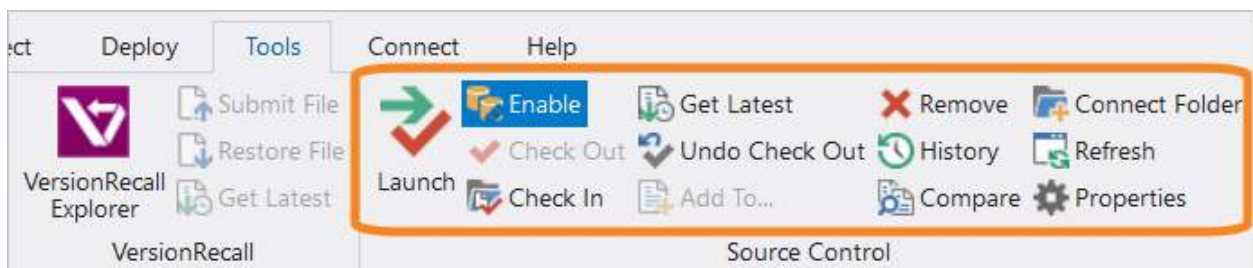 ect Deploy Tools Connect Help
Submit File Enable Get Latest Remove Connect Folder
Restore File Check Out Undo Check Out History Refresh
VersionRecall Explorer Get Latest Launch Check In Add To... Compare Properties
VersionRecall Source Control